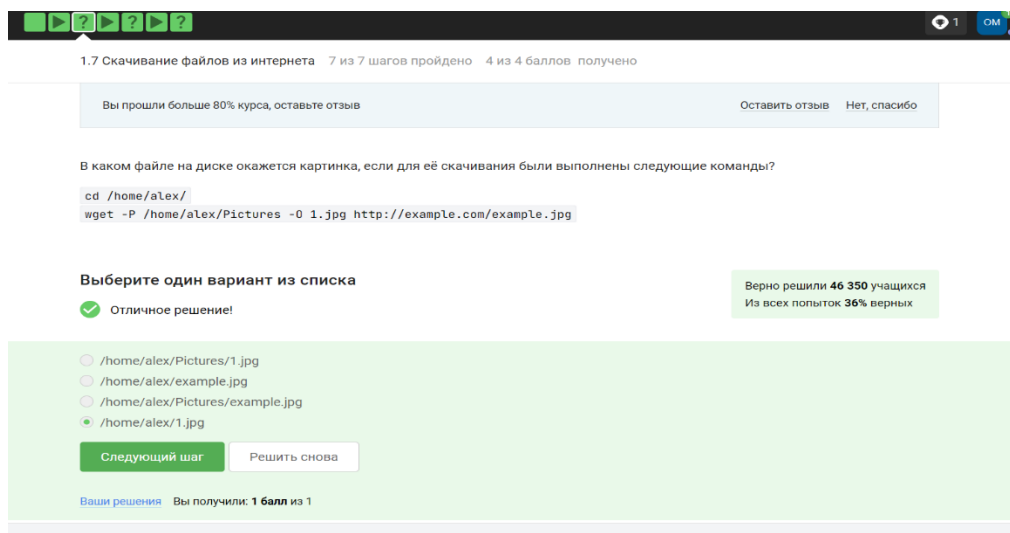 ? ? ? 1 OM
1.7 Скачивание файлов из интернета 7 из 7 шагов пройдено 4 из 4 баллов получено
Вы прошли больше 80% курса, оставьте отзыв Оставить отзыв Нет, спасибо
В каком файле на диске окажется картинка, если для её скачивания были выполнены следующие команды?
cd /home/alex/
wget -P /home/alex/Pictures -O 1.jpg http://example.com/example.jpg
Выберите один вариант из списка
Отличное решение!
Верно решили 46 350 учащихся
Из всех попыток 36% верных
/home/alex/Pictures/1.jpg
/home/alex/example.jpg
/home/alex/Pictures/example.jpg
/home/alex/1.jpg
Следующий шаг Решить снова
Ваши решения Вы получили: 1 балл из 1